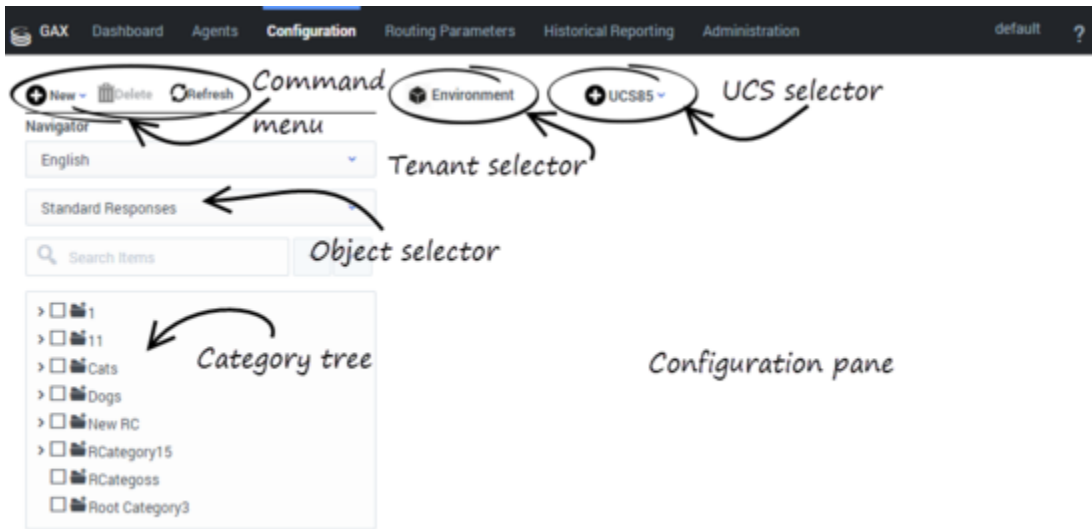 GAX Dashboard Agents Configuration Routing Parameters Historical Reporting Administration default ?
New Delete Refresh Command menu Environment UCS85 UCS selector
Navigator
English
Tenant selector
Standard Responses
Object selector
Search Items
1
11
Cats
Category tree
Configuration pane
Dogs
New RC
RCategory15
RCategoss
Root Category3